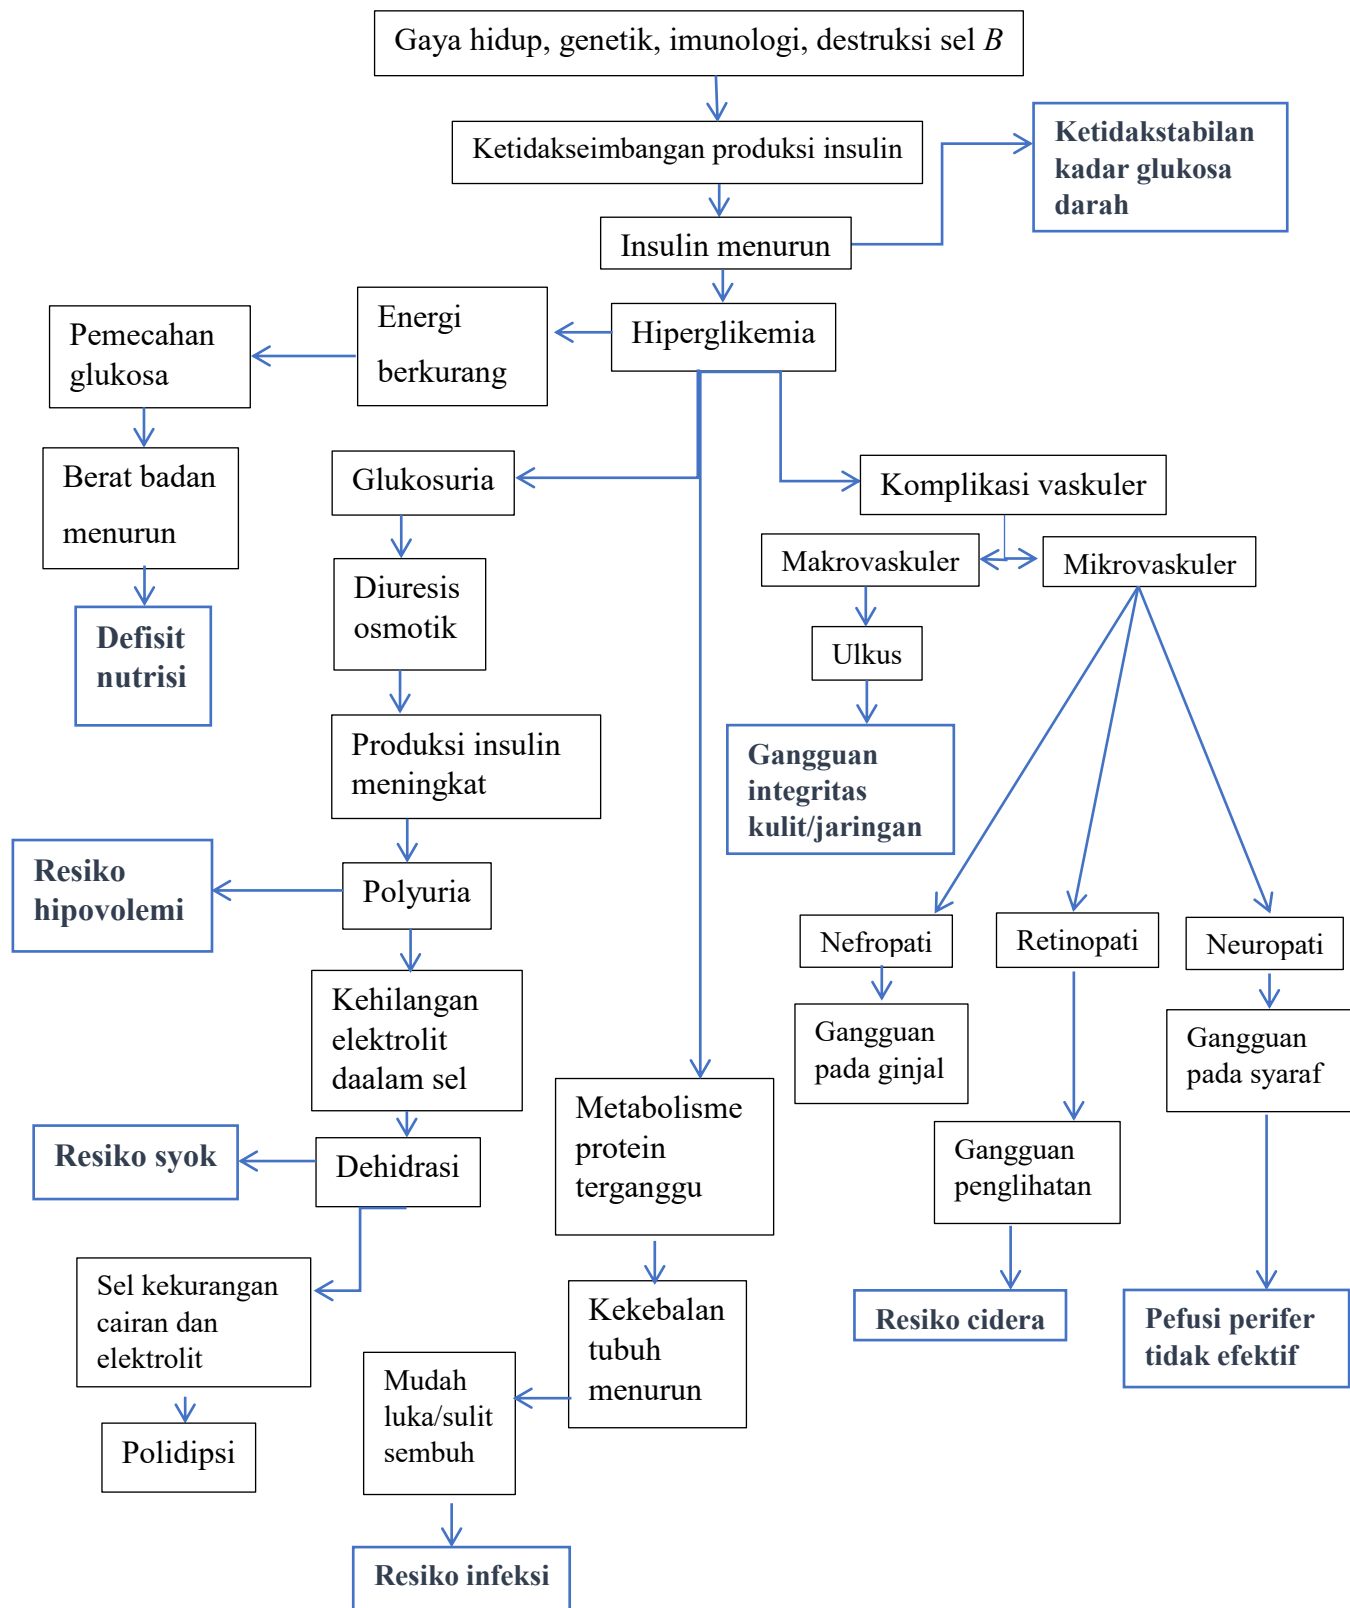 Gaya hidup, genetik, imunologi, destruksi sel B
Ketidakseimbangan produksi insulin
Ketidakstabilan
kadar glukosa
darah
Insulin menurun
Hiperglikemia
Energi
berkurang
Pemecahan
glukosa
Berat badan
menurun
Defisit
nutrisi
Glukosuria
Komplikasi vaskuler
Makrovaskuler
Mikrovaskuler
Diuresis
osmotik
Ulkus
Produksi insulin
meningkat
Gangguan
integritas
kulit/jaringan
Resiko
hipovolemi
Polyuria
Nefropati
Retinopati
Neuropati
Kehilangan
elektrolit
daalam sel
Gangguan
pada ginjal
Gangguan
pada syaraf
Metabolisme
protein
terganggu
Resiko syok
Dehidrasi
Gangguan
penglihatan
Sel kekurangan
cairan dan
elektrolit
Kekebalan
tubuh
menurun
Resiko cidera
Pefusi perifer
tidak efektif
Mudah
luka/sulit
sembuh
Polidipsi
Resiko infeksi